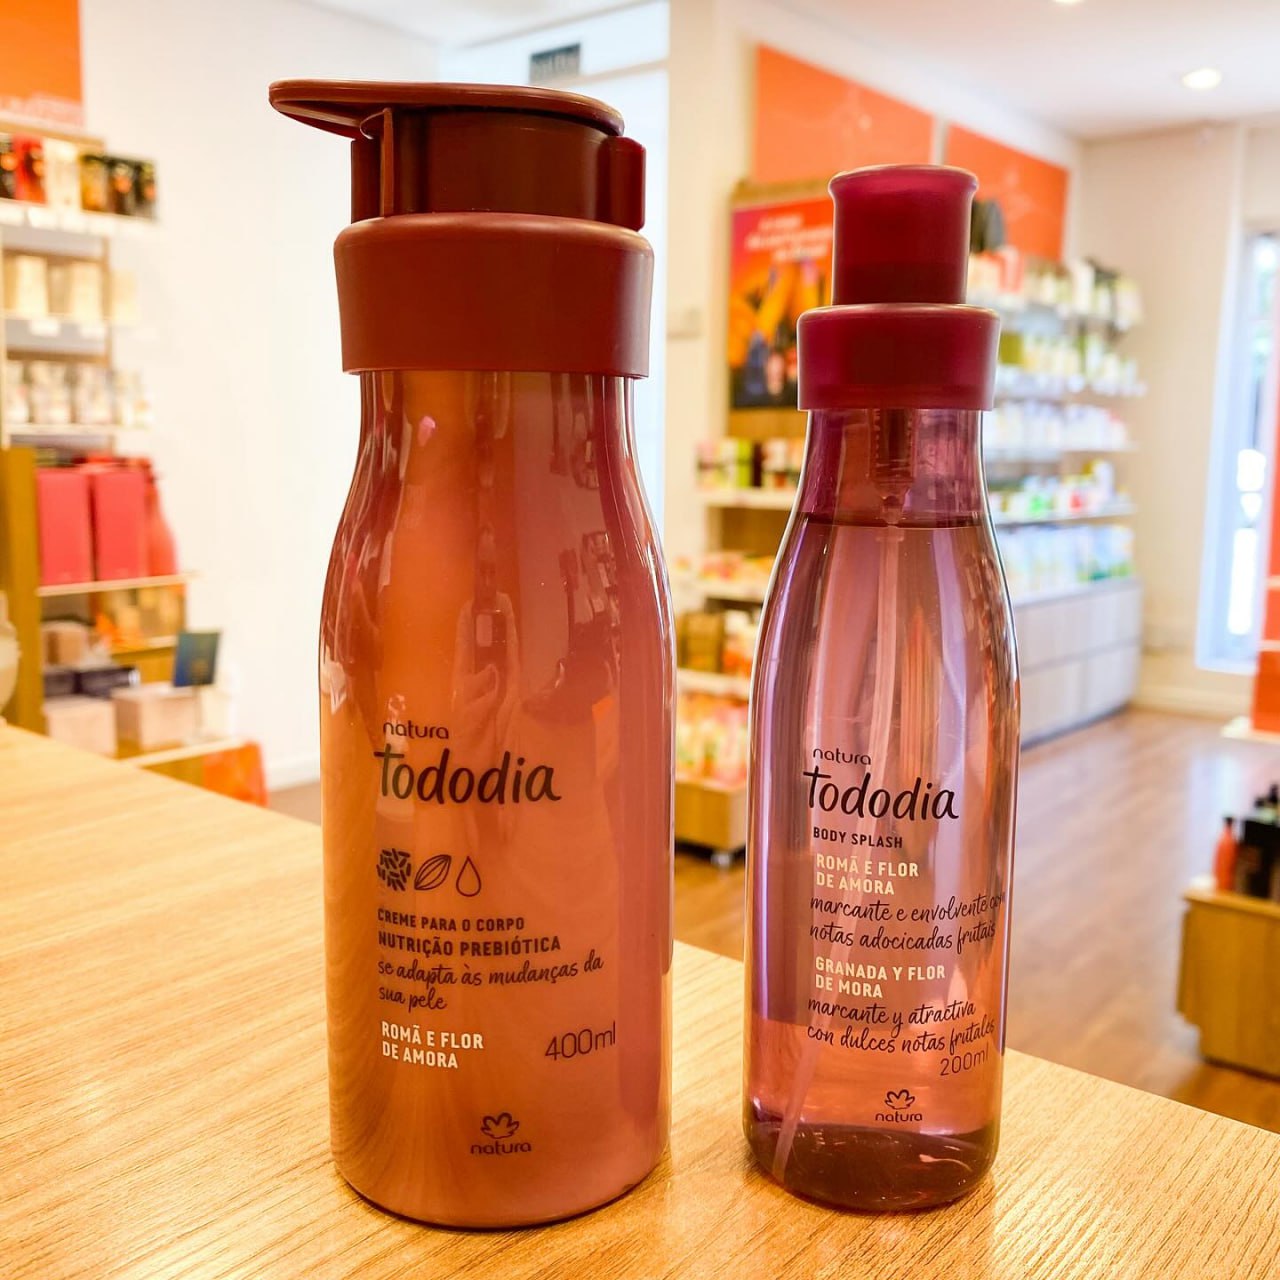 natura
tododia
CREME PARA O CORPO
NUTRIÇÃO PREBIÓTICA
se adapta às mudanças da
sua pele
ROMÃ E FLOR
DE AMORA
400ml
natura
natura
tododia
BODY SPLASH
ROMÃ E FLOR
DE AMORA
marcante e envolvente com
notas adocicadas frutais
GRANADA Y FLOR
DE MORA
marcante y atractiva
con dulces notas frutales
200ml
natura